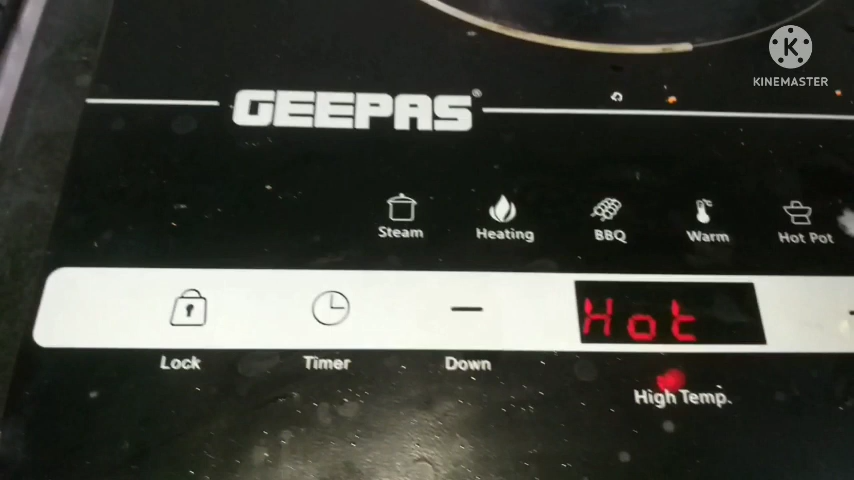 KINEMASTER
GEEPAS®
Steam Heating BBQ Warm Hot Pot
Hot
Lock Timer Down
High Temp.